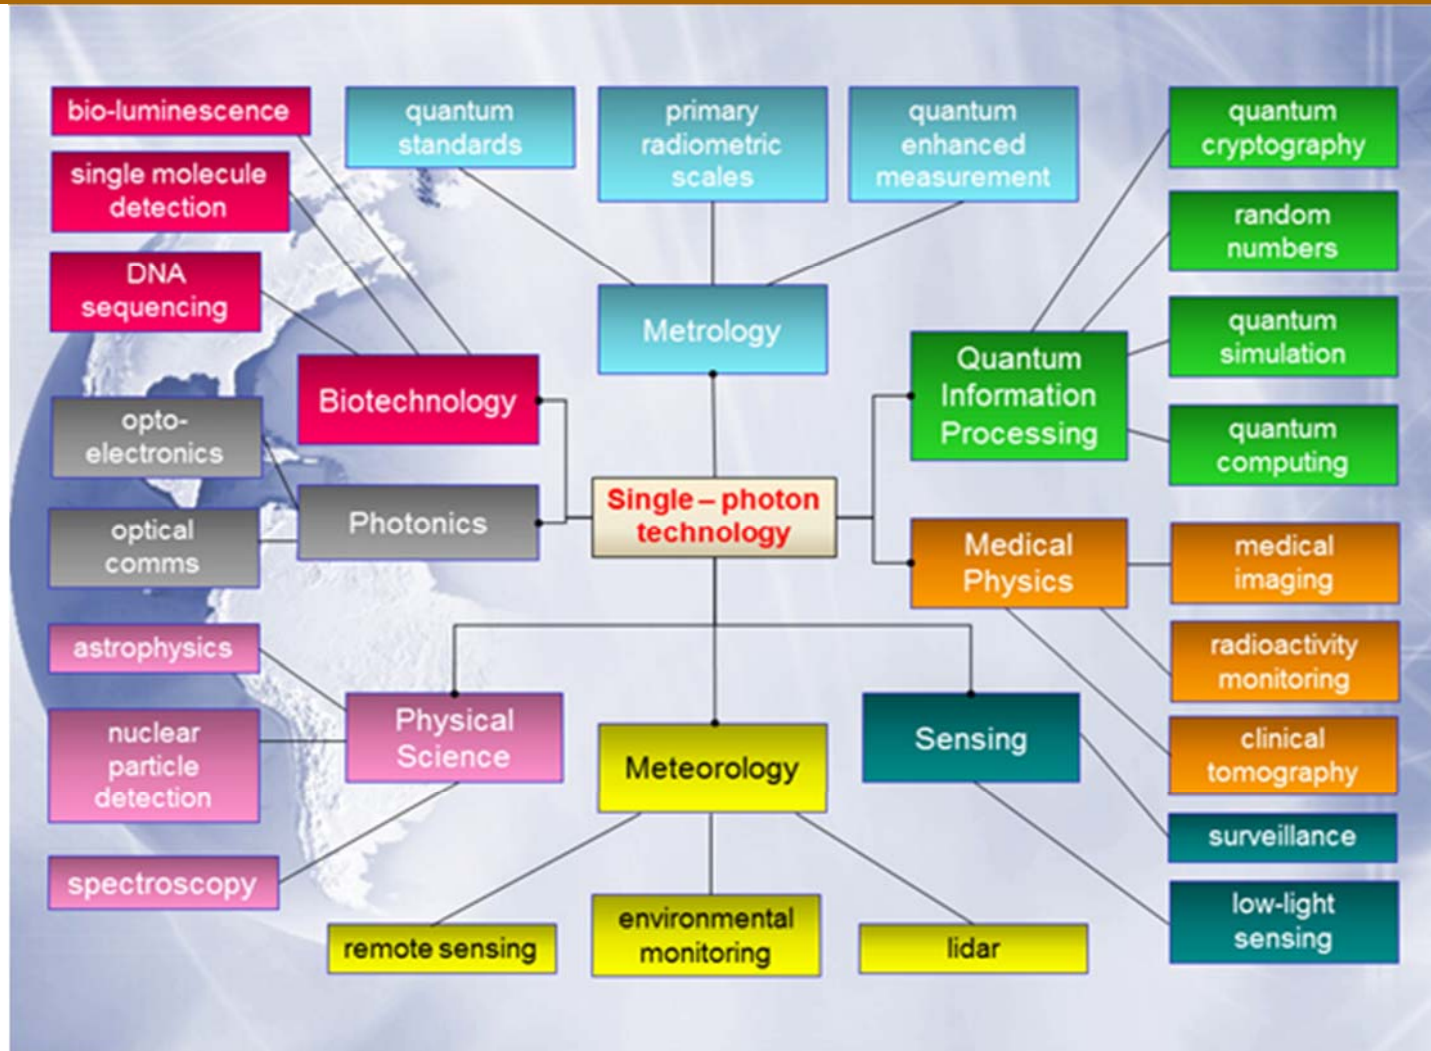 bio-luminescence
single molecule
detection
DNA
sequencing
Biotechnology
quantum
standards
primary
radiometric
scales
quantum
enhanced
measurement
Metrology
quantum
cryptography
random
numbers
quantum
simulation
quantum
computing
Quantum
Information
Processing
opto-
electronics
optical
comms
Photonics
Single – photon
technology
Medical
Physics
medical
imaging
radioactivity
monitoring
clinical
tomography
astrophysics
nuclear
particle
detection
spectroscopy
Physical
Science
Meteorology
remote sensing
environmental
monitoring
lidar
Sensing
surveillance
low-light
sensing